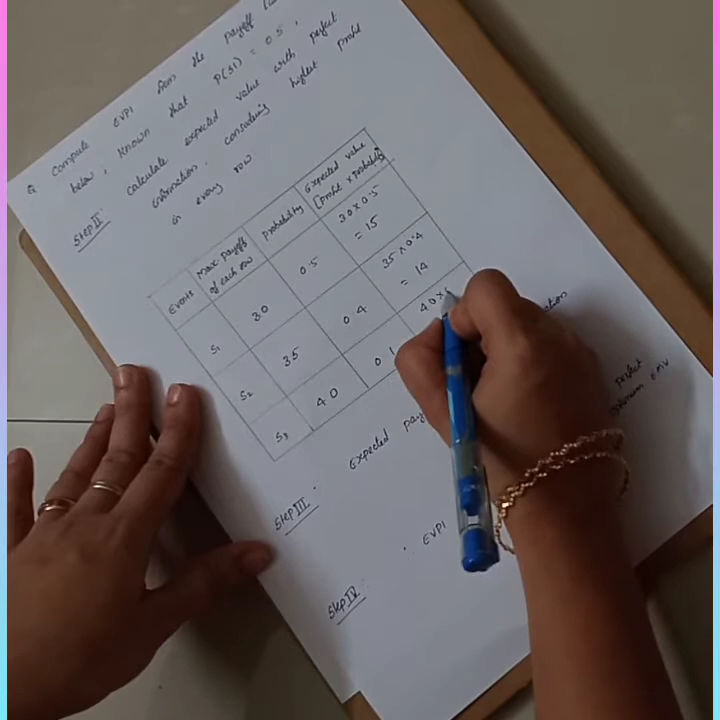 Q. Compute EVPI from the payoff
below. Known that P(S1) = 0.5,
Step II calculate expected value with perfect
information. considering highest profit
in every row
Events Max payoff of each row Probability Expected value [profit x probability]
S1 30 0.5 30 x 0.5 = 15
S2 35 0.4 35 x 0.4 = 14
S3 40 0.1 40 x
Step III Expected perfect
optimum EMV
Step IV EVPI